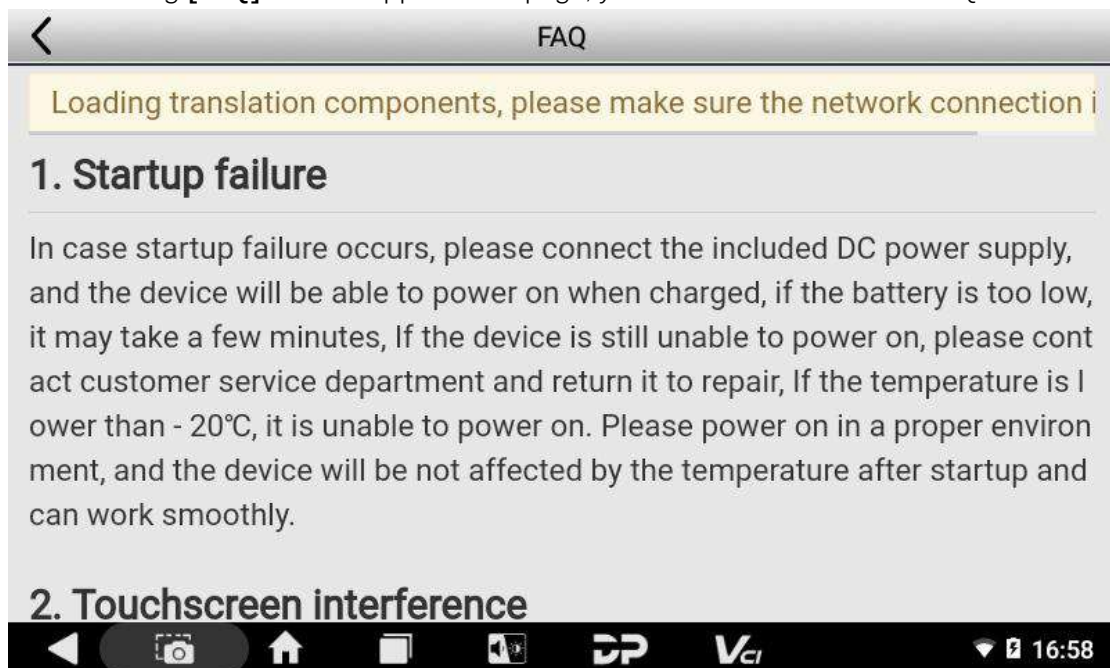 FAQ
Loading translation components, please make sure the network connection i
1. Startup failure
In case startup failure occurs, please connect the included DC power supply,
and the device will be able to power on when charged, if the battery is too low,
it may take a few minutes, If the device is still unable to power on, please cont
act customer service department and return it to repair, If the temperature is l
ower than - 20℃, it is unable to power on. Please power on in a proper environ
ment, and the device will be not affected by the temperature after startup and
can work smoothly.
2. Touchscreen interference
DP VCI 16:58